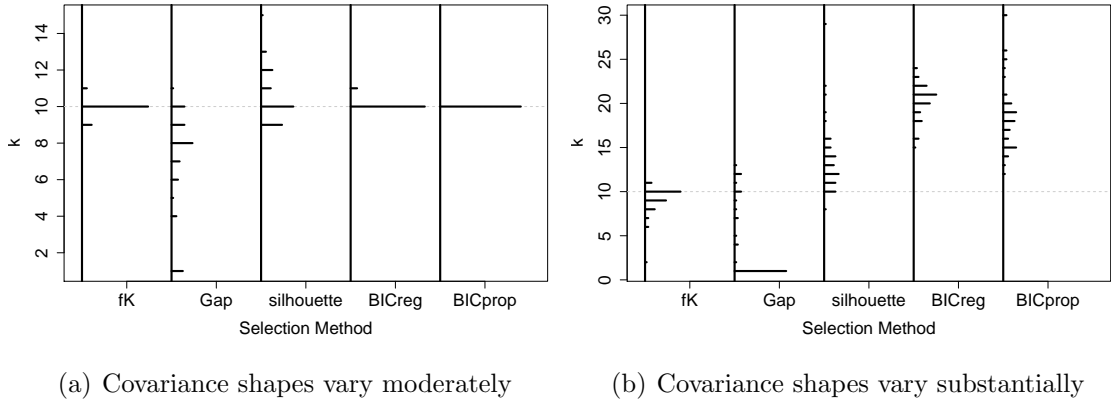 14
12
10
8
6
4
2
k
fK Gap silhouette BICreg BICprop
Selection Method
30
25
20
15
10
5
0
k
fK Gap silhouette BICreg BICprop
Selection Method
(a) Covariance shapes vary moderately
(b) Covariance shapes vary substantially